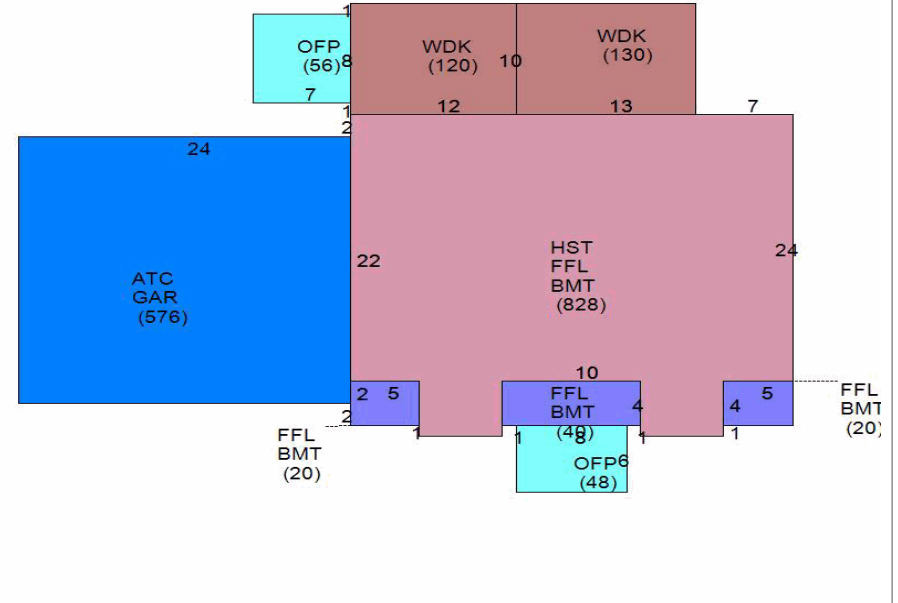 1
OFP
(56)
8
7
1
WDK
(120)
10
12
WDK
(130)
13
7
2
24
ATC
GAR
(576)
22
HST
FFL
BMT
(828)
24
10
2
5
2
1
FFL
BMT
(20)
FFL
BMT
(40)
4
1
8
1
OFP
6
(48)
5
4
1
FFL
BMT
(20)